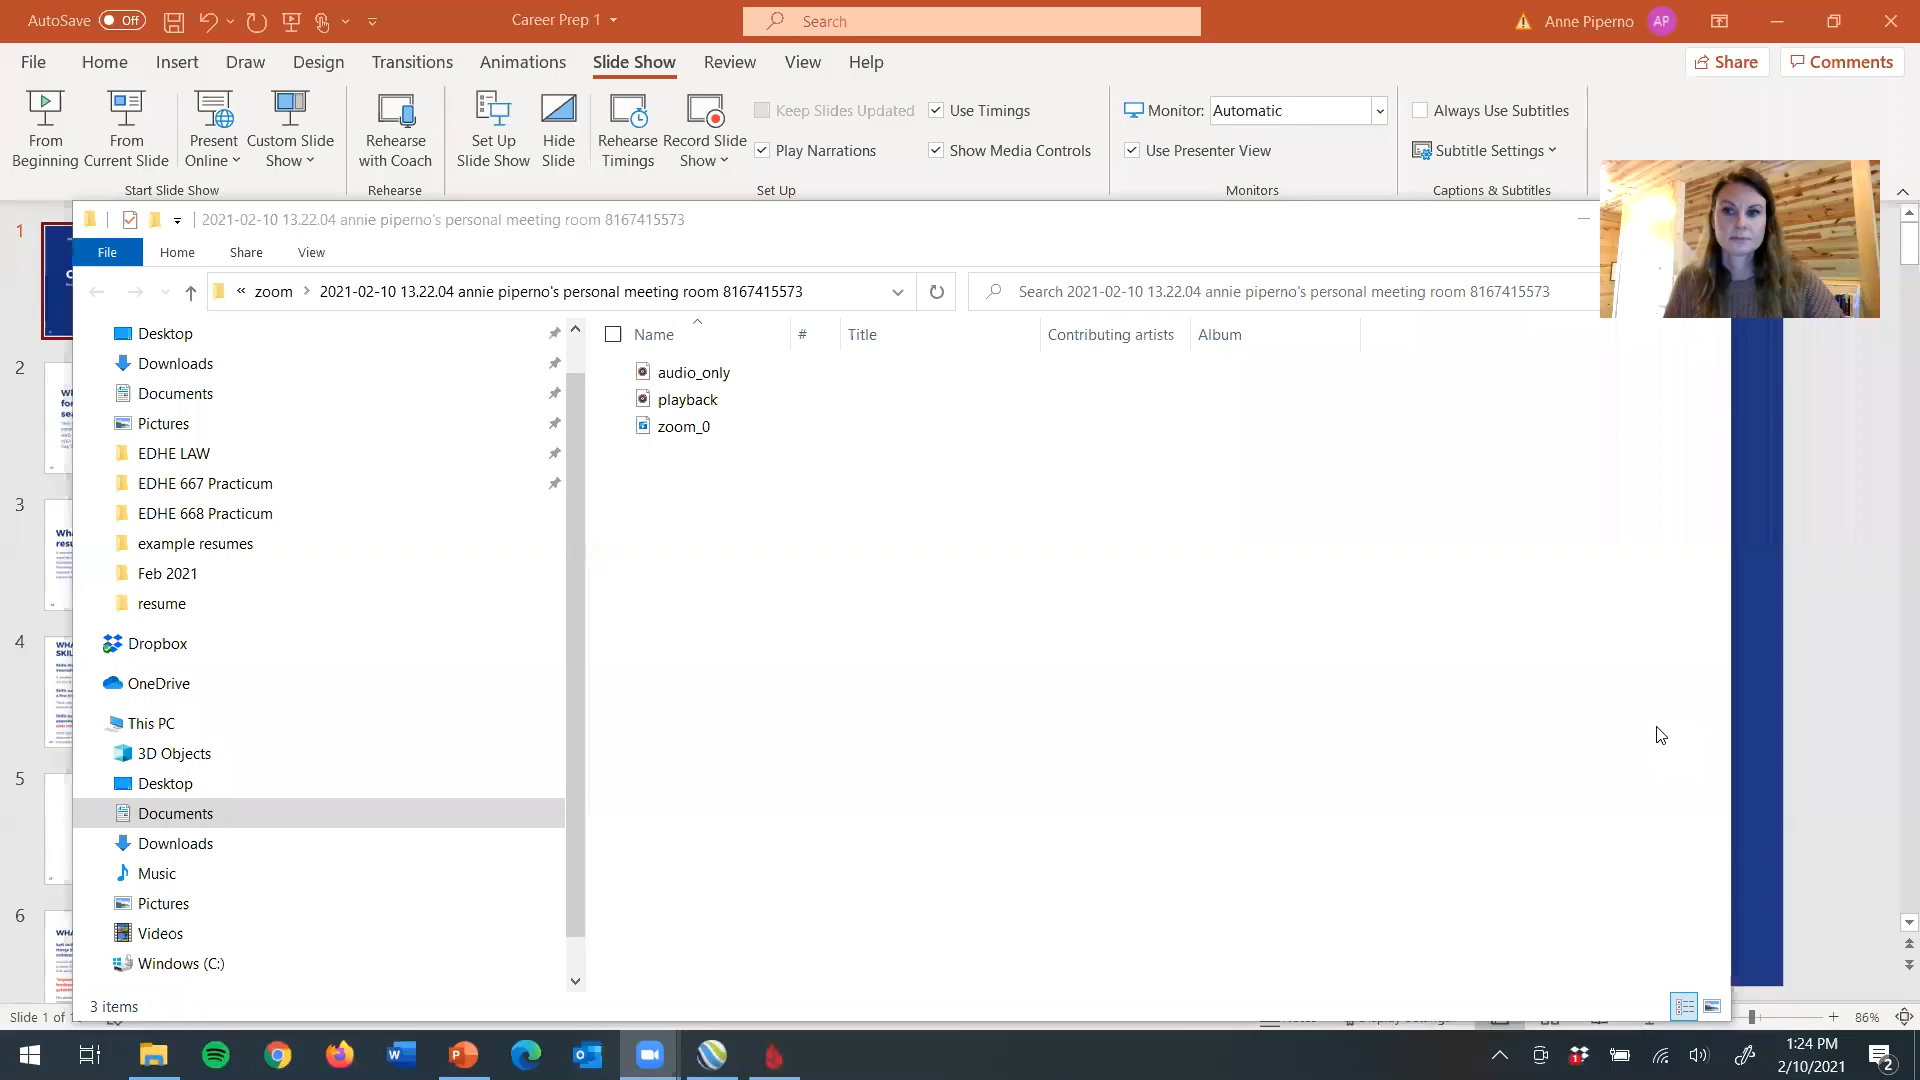 AutoSave Off
Career Prep 1
Search
Anne Piperno
AP
File Home Insert Draw Design Transitions Animations Slide Show Review View Help
Share
Comments
From Beginning
From Current Slide
Present Online
Custom Slide Show
Rehearse with Coach
Set Up Slide Show
Hide Slide
Rehearse Timings
Record Slide Show
Keep Slides Updated
Use Timings
Play Narrations
Show Media Controls
Monitor: Automatic
Use Presenter View
Always Use Subtitles
Subtitle Settings
Start Slide Show
Rehearse
Set Up
Monitors
Captions & Subtitles
2021-02-10 13.22.04 annie piperno's personal meeting room 8167415573
File Home Share View
« zoom > 2021-02-10 13.22.04 annie piperno's personal meeting room 8167415573
Search 2021-02-10 13.22.04 annie piperno's personal meeting room 8167415573
Name # Title Contributing artists Album
audio_only
playback
zoom_0
Desktop
Downloads
Documents
Pictures
EDHE LAW
EDHE 667 Practicum
EDHE 668 Practicum
example resumes
Feb 2021
resume
Dropbox
OneDrive
This PC
3D Objects
Desktop
Documents
Downloads
Music
Pictures
Videos
Windows (C:)
3 items
1
2
3
4
5
6
Slide 1 of
86%
1:24 PM
2/10/2021
2